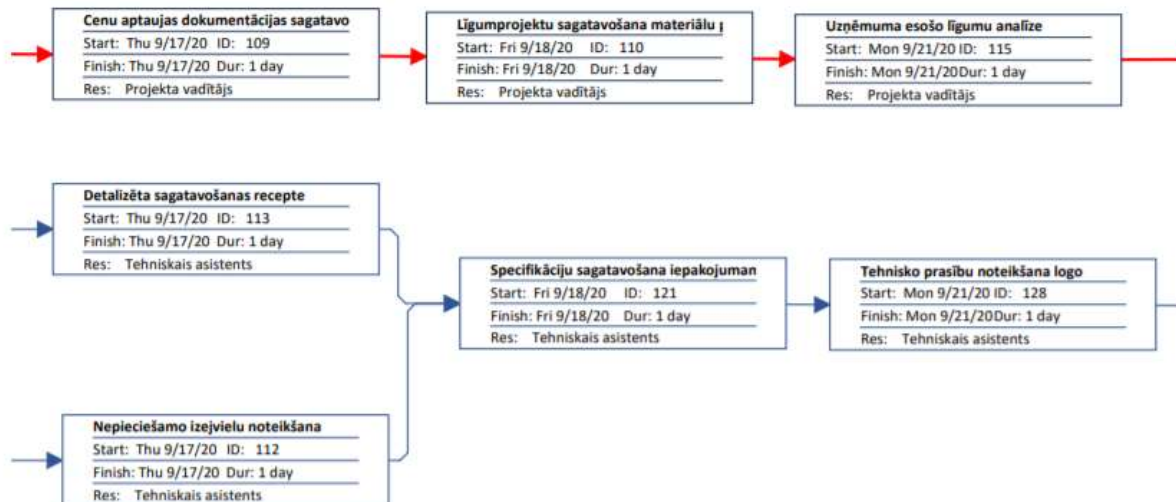 Cenu aptaujas dokumentācijas sagatavo
Start: Thu 9/17/20 ID: 109
Finish: Thu 9/17/20 Dur: 1 day
Res: Projekta vadītājs
Līgumprojektu sagatavošana materiālu
Start: Fri 9/18/20 ID: 110
Finish: Fri 9/18/20 Dur: 1 day
Res: Projekta vadītājs
Uzņēmuma esošo līgumu analīze
Start: Mon 9/21/20 ID: 115
Finish: Mon 9/21/20 Dur: 1 day
Res: Projekta vadītājs
Detalizēta sagatavošanas recepte
Start: Thu 9/17/20 ID: 113
Finish: Thu 9/17/20 Dur: 1 day
Res: Tehniskais asistents
Specifikāciju sagatavošana iepakojuman
Start: Fri 9/18/20 ID: 121
Finish: Fri 9/18/20 Dur: 1 day
Res: Tehniskais asistents
Tehnisko prasību noteikšana logo
Start: Mon 9/21/20 ID: 128
Finish: Mon 9/21/20 Dur: 1 day
Res: Tehniskais asistents
Nepieciešamo izejvielu noteikšana
Start: Thu 9/17/20 ID: 112
Finish: Thu 9/17/20 Dur: 1 day
Res: Tehniskais asistents